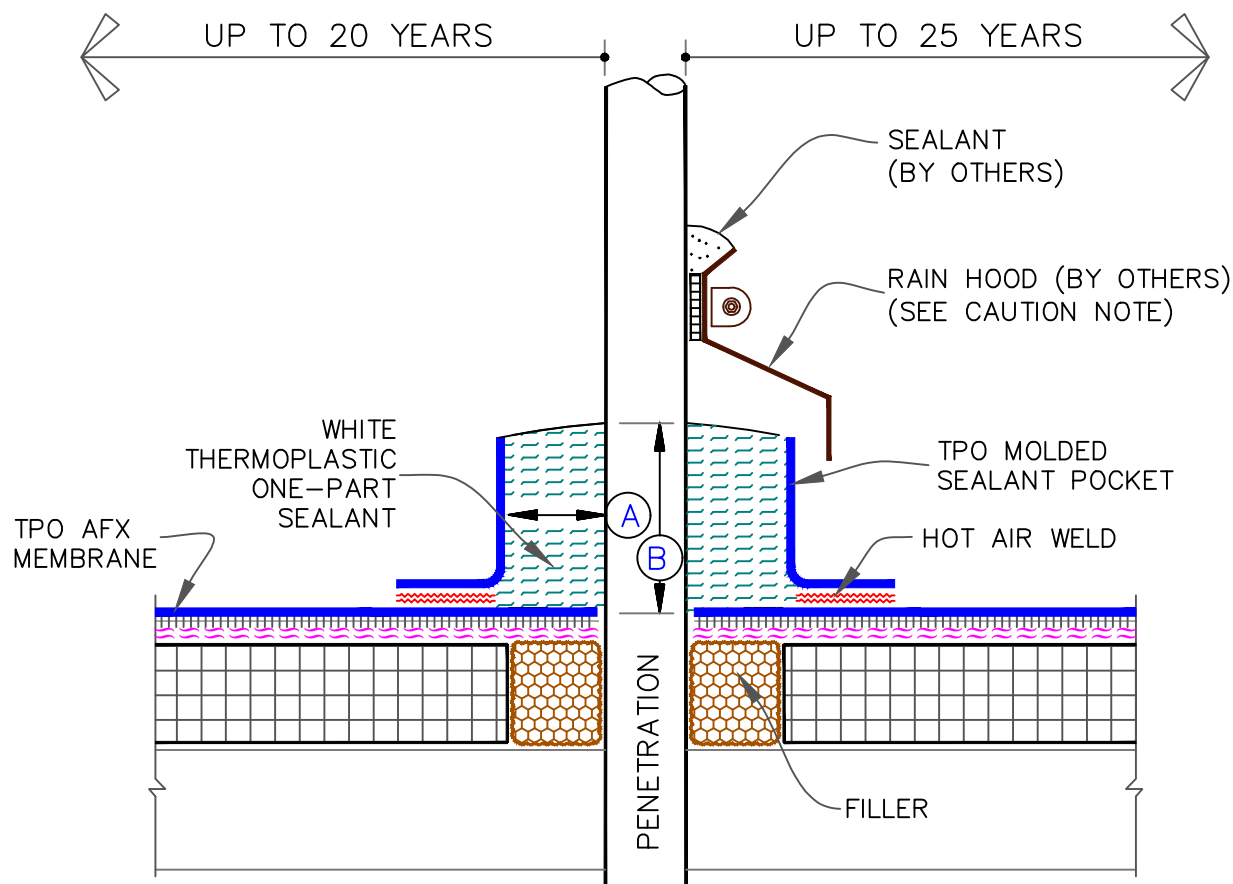 UP TO 20 YEARS
UP TO 25 YEARS
SEALANT
(BY OTHERS)
RAIN HOOD (BY OTHERS)
(SEE CAUTION NOTE)
WHITE
THERMOPLASTIC
ONE-PART
SEALANT
TPO MOLDED
SEALANT POCKET
A
TPO AFX
MEMBRANE
HOT AIR WELD
B
PENETRATION
FILLER